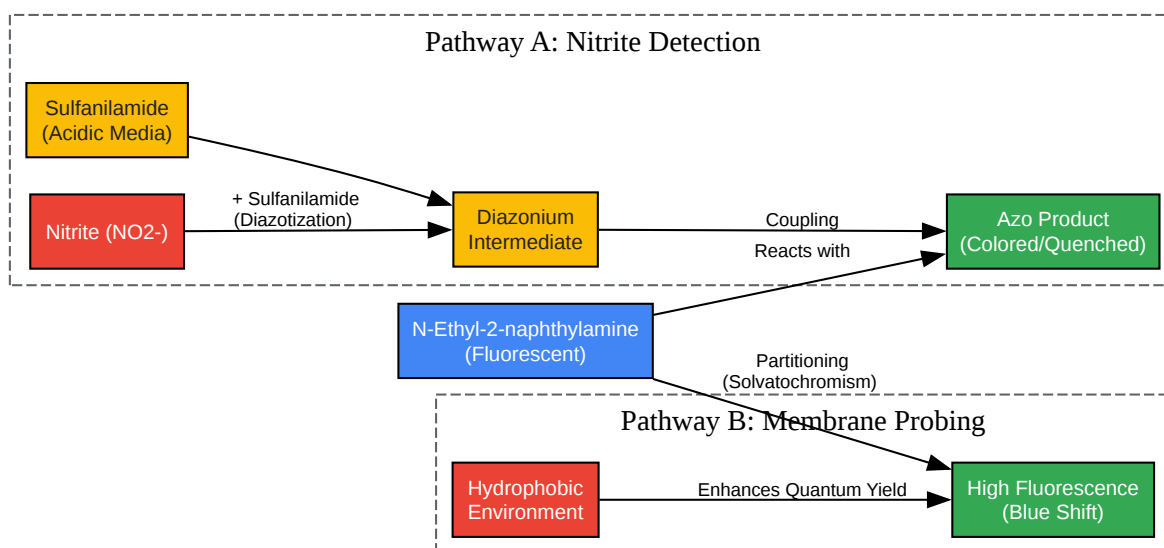 Pathway A: Nitrite Detection
Sulfanilamide
(Acidic Media)
Nitrite (NO2-)
+ Sulfanilamide
(Diazotization)
Diazonium
Intermediate
Coupling
Reacts with
Azo Product
(Colored/Quenched)
N-Ethyl-2-naphthylamine
(Fluorescent)
Partitioning
(Solvatochromism)
Pathway B: Membrane Probing
Hydrophobic
Environment
Enhances Quantum Yield
High Fluorescence
(Blue Shift)